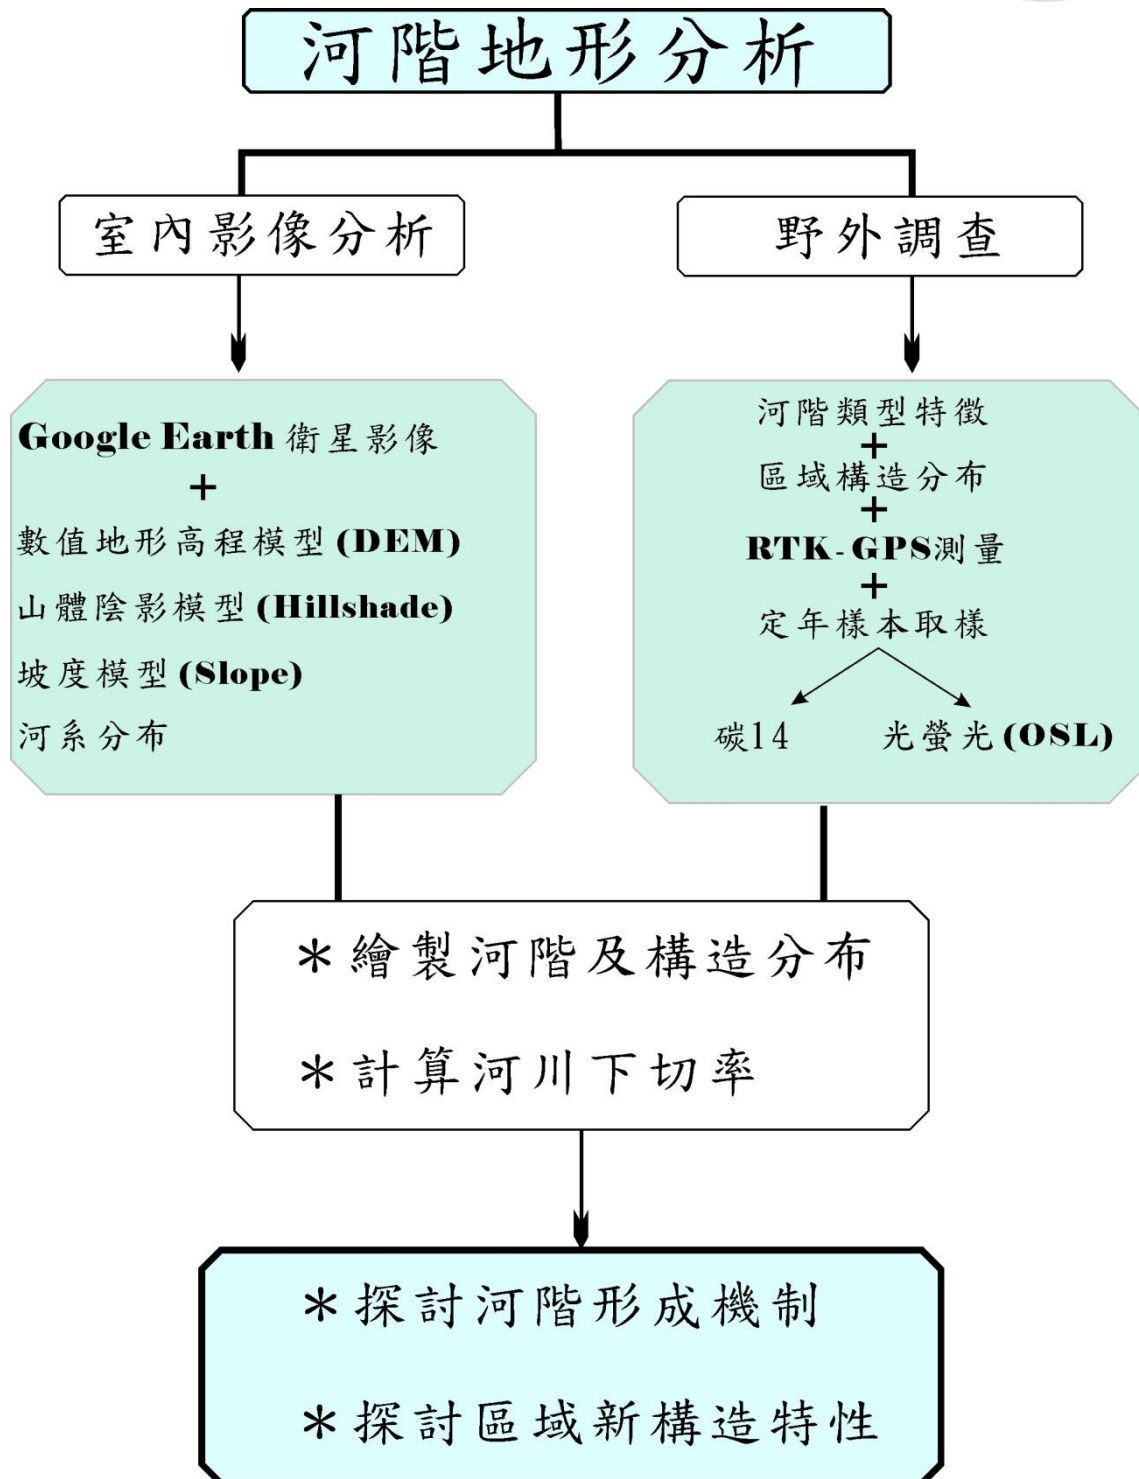 河階地形分析
室內影像分析
野外調查
Google Earth 衛星影像
+
數值地形高程模型 (DEM)
山體陰影模型 (Hillshade)
坡度模型 (Slope)
河系分布
河階類型特徵
+
區域構造分布
+
RTK-GPS測量
+
定年樣本取樣
碳14 光螢光 (OSL)
*繪製河階及構造分布
*計算河川下切率
*探討河階形成機制
*探討區域新構造特性